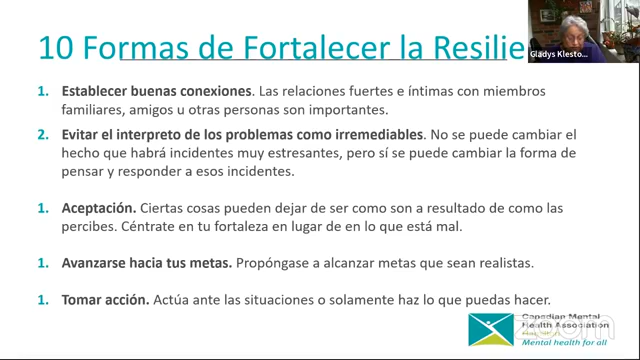 10 Formas de Fortalecer la Resilie
Gladys Klesto...
1. Establecer buenas conexiones. Las relaciones fuertes e íntimas con miembros
familiares, amigos u otras personas son importantes.
2. Evitar el interpreto de los problemas como irremediables. No se puede cambiar el
hecho que habrá incidentes muy estresantes, pero sí se puede cambiar la forma de
pensar y responder a esos incidentes.
1. Aceptación. Ciertas cosas pueden dejar de ser como son a resultado de como las
percibes. Céntrate en tu fortaleza en lugar de en lo que está mal.
1. Avanzarse hacia tus metas. Propóngase a alcanzar metas que sean realistas.
1. Tomar acción. Actúa ante las situaciones o solamente haz lo que puedas hacer.
Canadian Mental
Health Association
zoom
Mental health for all